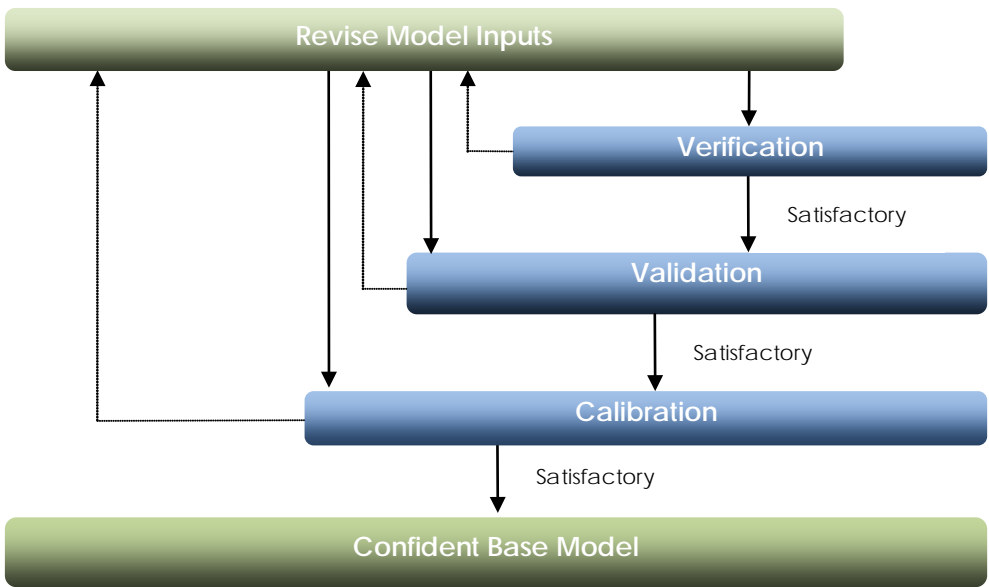 Revise Model Inputs
Verification
Satisfactory
Validation
Satisfactory
Calibration
Satisfactory
Confident Base Model